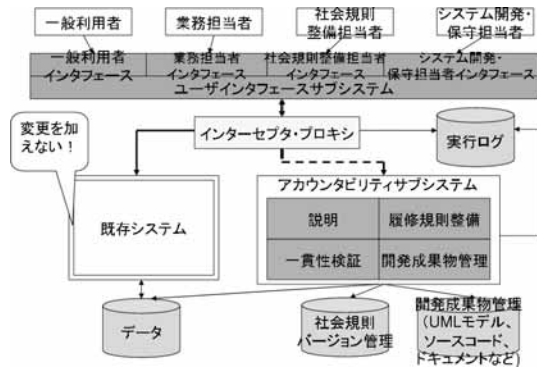 一般利用者
業務担当者
社会規則
整備担当者
システム開発・
保守担当者
一般利用者
インタフェース
業務担当者
インタフェース
社会規則整備担当者
インタフェース
システム開発・
保守担当者インタフェース
ユーザインタフェースサブシステム
変更を加
えない！
インターセプタ・プロキシ
実行ログ
既存システム
アカウンタビリティサブシステム
説明
履修規則整備
一貫性検証
開発成果物管理
データ
社会規則
バージョン管理
開発成果物管理
（UMLモデル、
ソースコード、
ドキュメントなど）